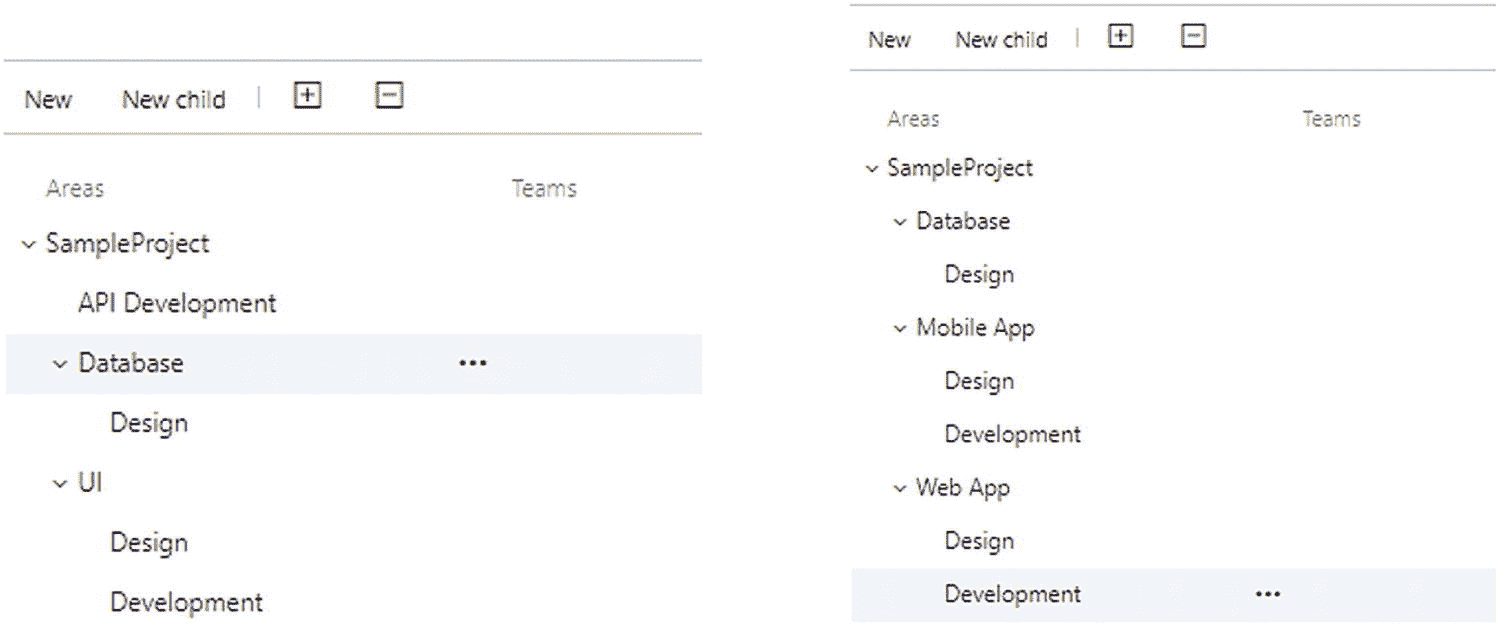 New New child
Areas Teams
SampleProject
API Development
Database
Design
UI
Design
Development
New New child
Areas Teams
SampleProject
Database
Design
Mobile App
Design
Development
Web App
Design
Development